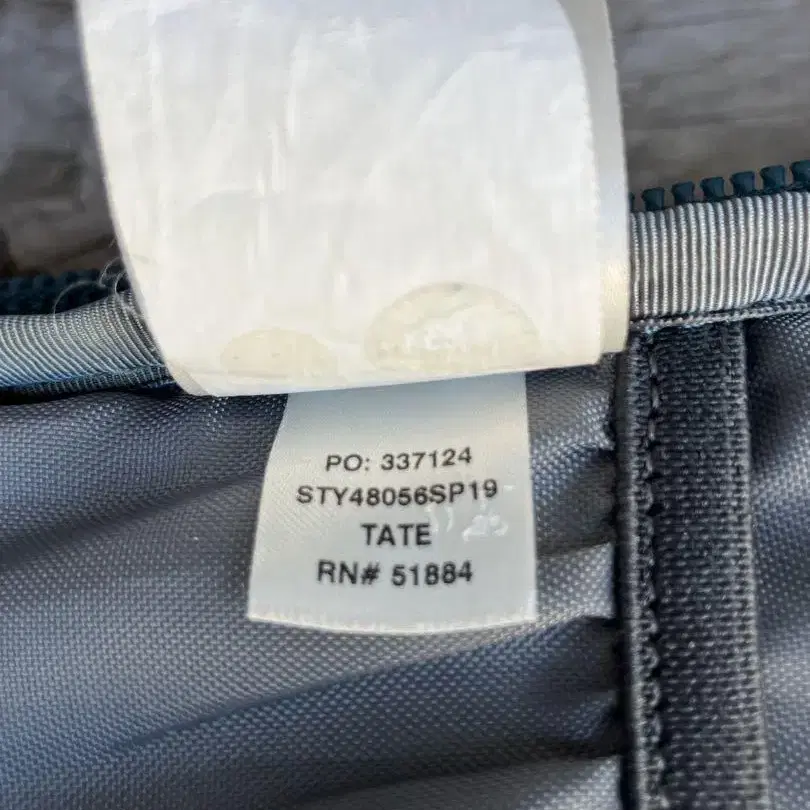 PO: 337124
STY48056SP19
TATE
RN# 51884